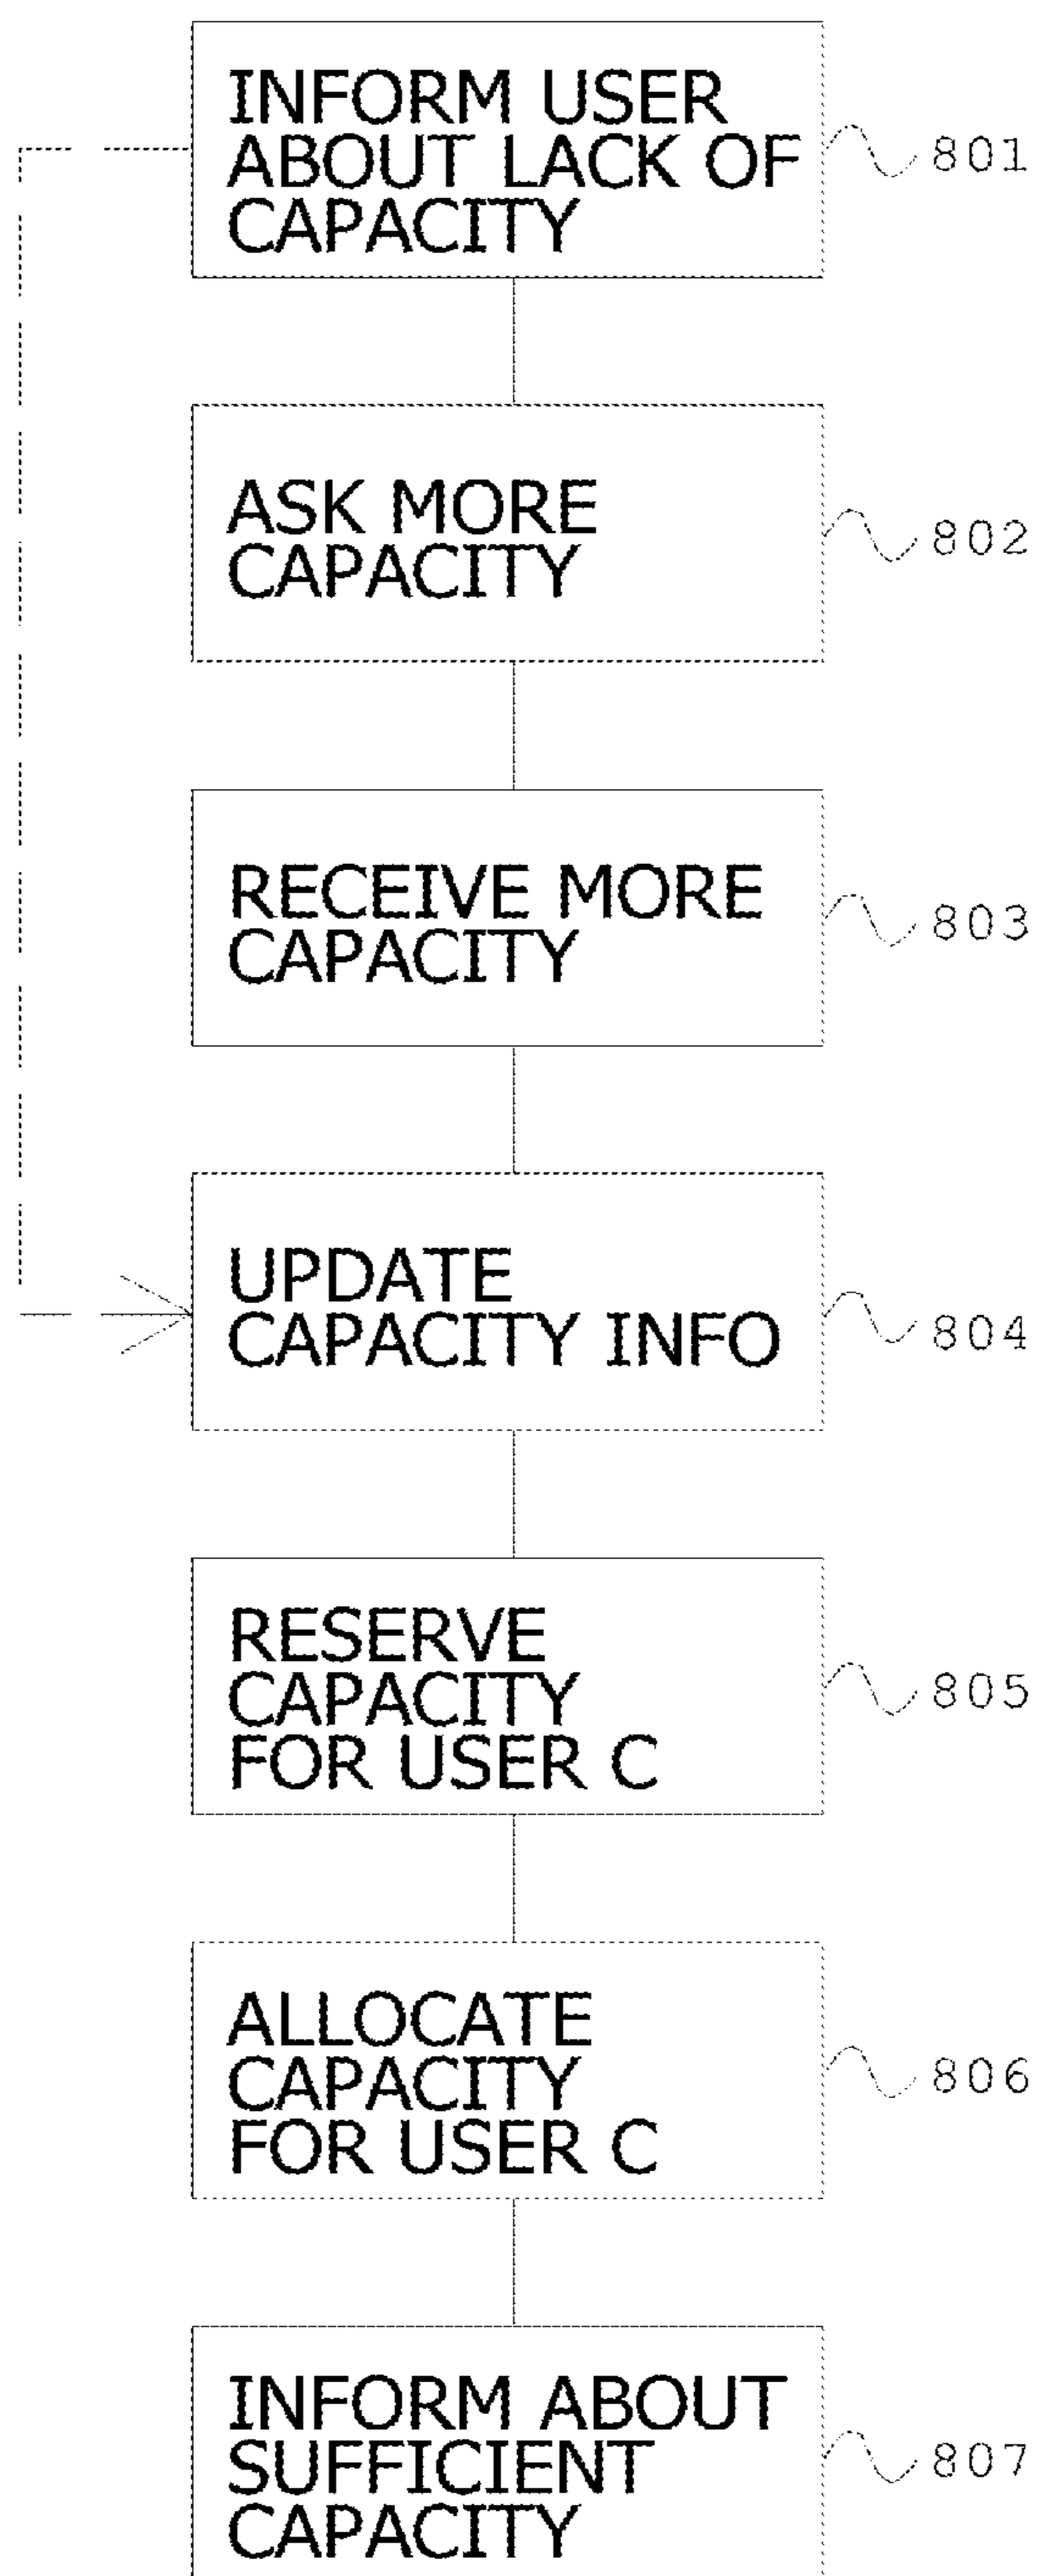 INFORM USER
ABOUT LACK OF
CAPACITY
801
ASK MORE
CAPACITY
802
RECEIVE MORE
CAPACITY
803
UPDATE
CAPACITY INFO
804
RESERVE
CAPACITY
FOR USER C
805
ALLOCATE
CAPACITY
FOR USER C
806
INFORM ABOUT
SUFFICIENT
CAPACITY
807